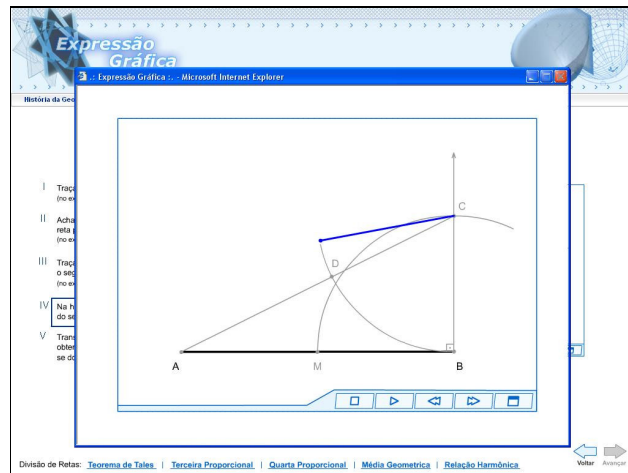 Expressão
Gráfica
.: Expressão Gráfica :. - Microsoft Internet Explorer
História da Geo
I Traça
(no ex
II Acha
reta p
(no ex
III Traça
o seg
(no ex
IV Na h
do se
V Trans
obter
se do
C
D
A
M
B
Divisão de Retas: Teorema de Tales | Terceira Proporcional | Quarta Proporcional | Média Geometrica | Relação Harmônica
Voltar Avançar